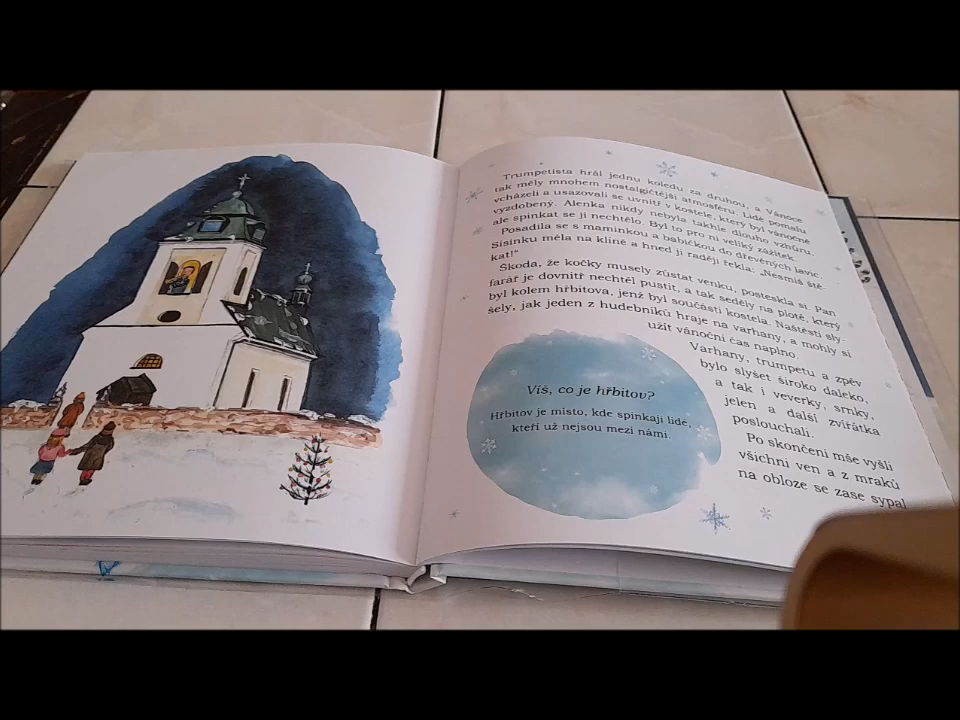 Trumpetista hrál jednu koledu za druhou, a Vánoce
tak měly mnohem nostalgičtější atmosféru. Lidé pomalu
vcházeli a usazovali se uvnitř v kostele, který byl vánočně
vyzdobený. Alenka nikdy nebyla takhle dlouho vzhůru,
ale spinkat se jí nechtělo. Byl to pro ni veliký zážitek.
Posadila se s maminkou a babičkou do dřevěných lavic.
Sisinku měla na klíně a hned jí raději řekla: „Nesmíš ště-
kat!“
Škoda, že kočky musely zůstat venku, posteskla si. Pan
farář je dovnitř nechtěl pustit, a tak seděly na plotě, který
byl kolem hřbitova, jenž byl součástí kostela. Naštěstí sly-
šely, jak jeden z hudebníků hraje na varhany, a mohly si
užít vánoční čas naplno.
Varhany, trumpetu a zpěv
bylo slyšet široko daleko,
a tak i veverky, srnky,
jelen a další zvířátka
poslouchali.
Po skončení mše vyšli
všichni ven a z mraků
na obloze se zase sypal
Víš, co je hřbitov?
Hřbitov je místo, kde spinkají lidé,
kteří už nejsou mezi námi.